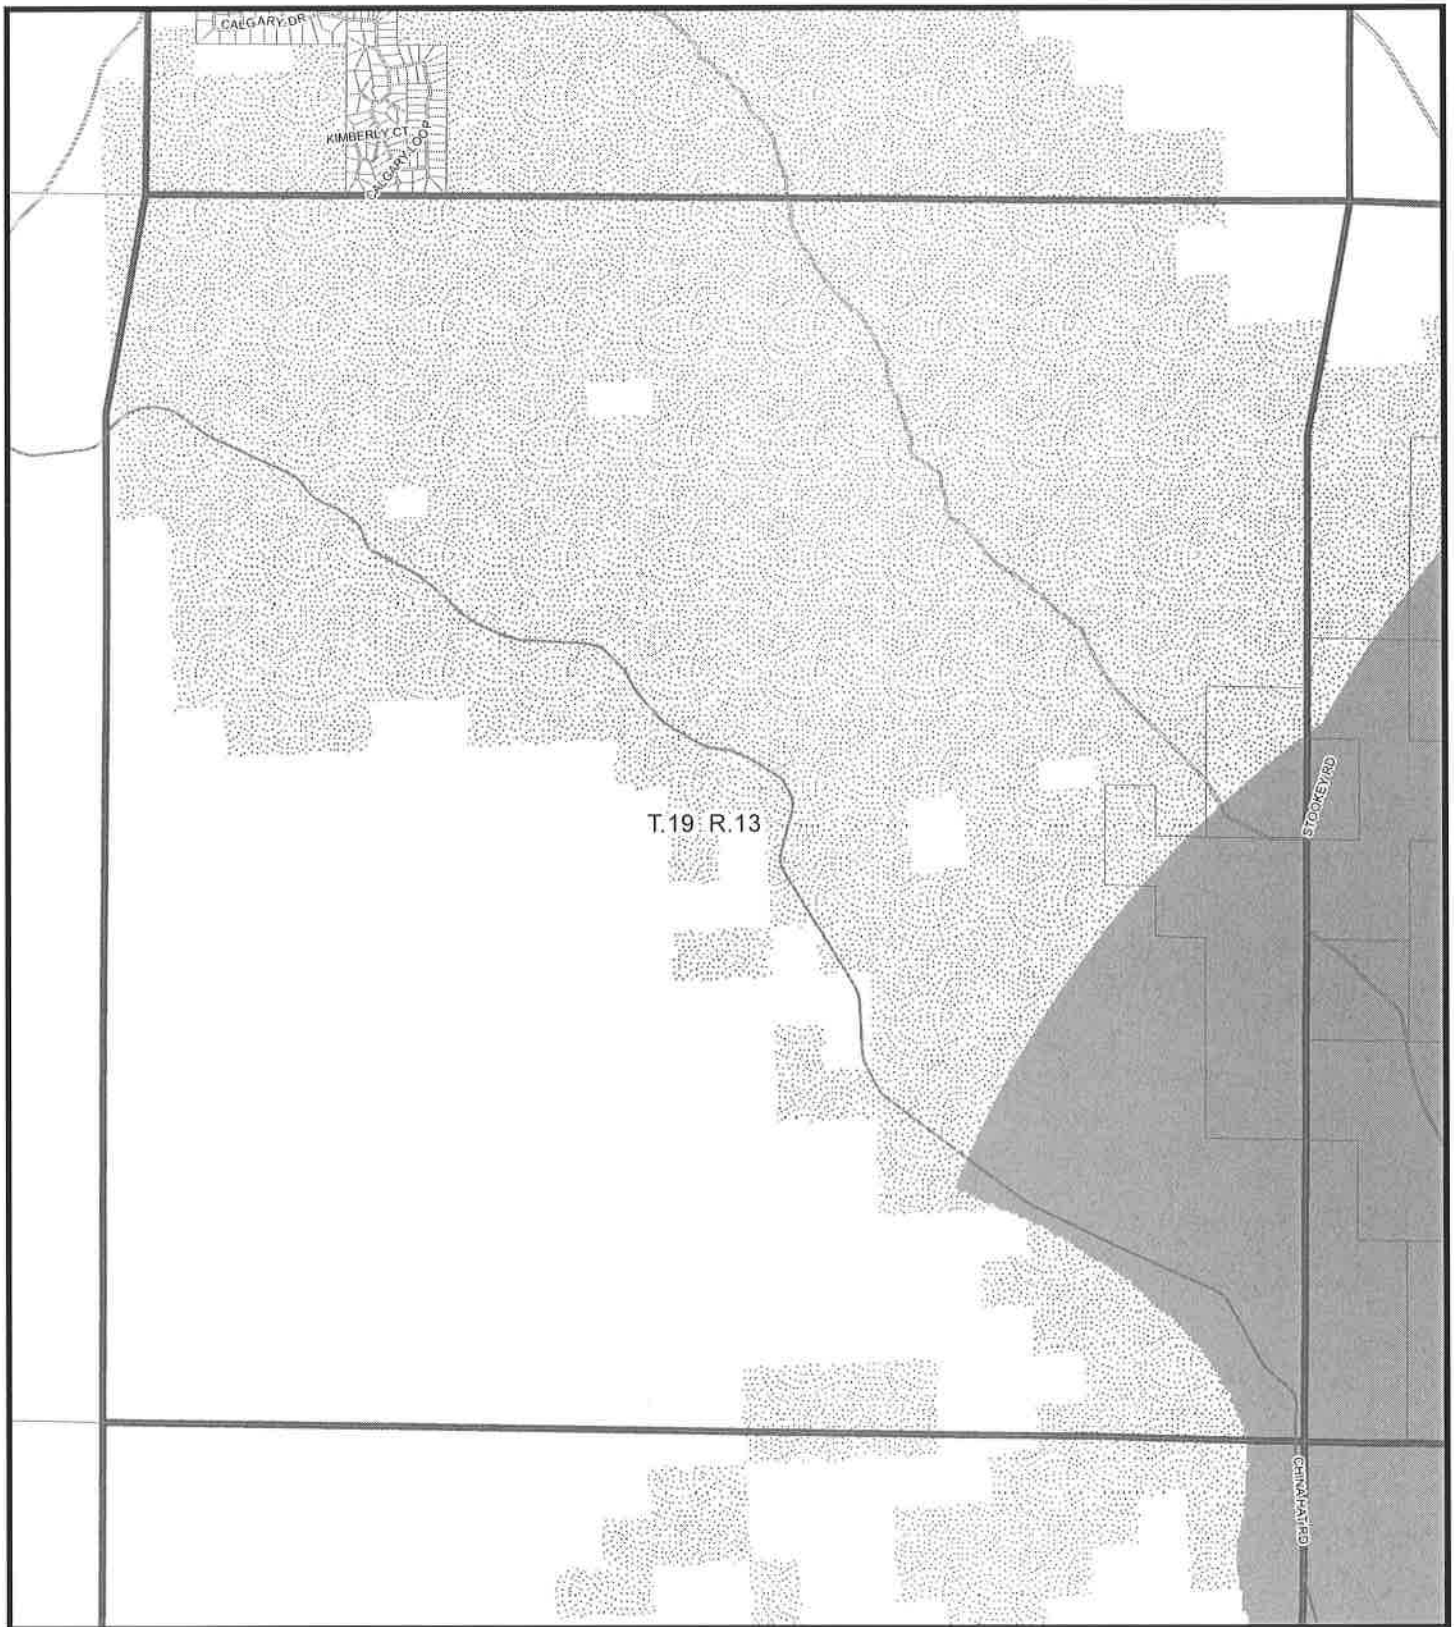 CALGARY DR
KIMBERLY CT
CALGARY LOOP
T.19 R.13
STOOKEY RD
CHINA HAT RD